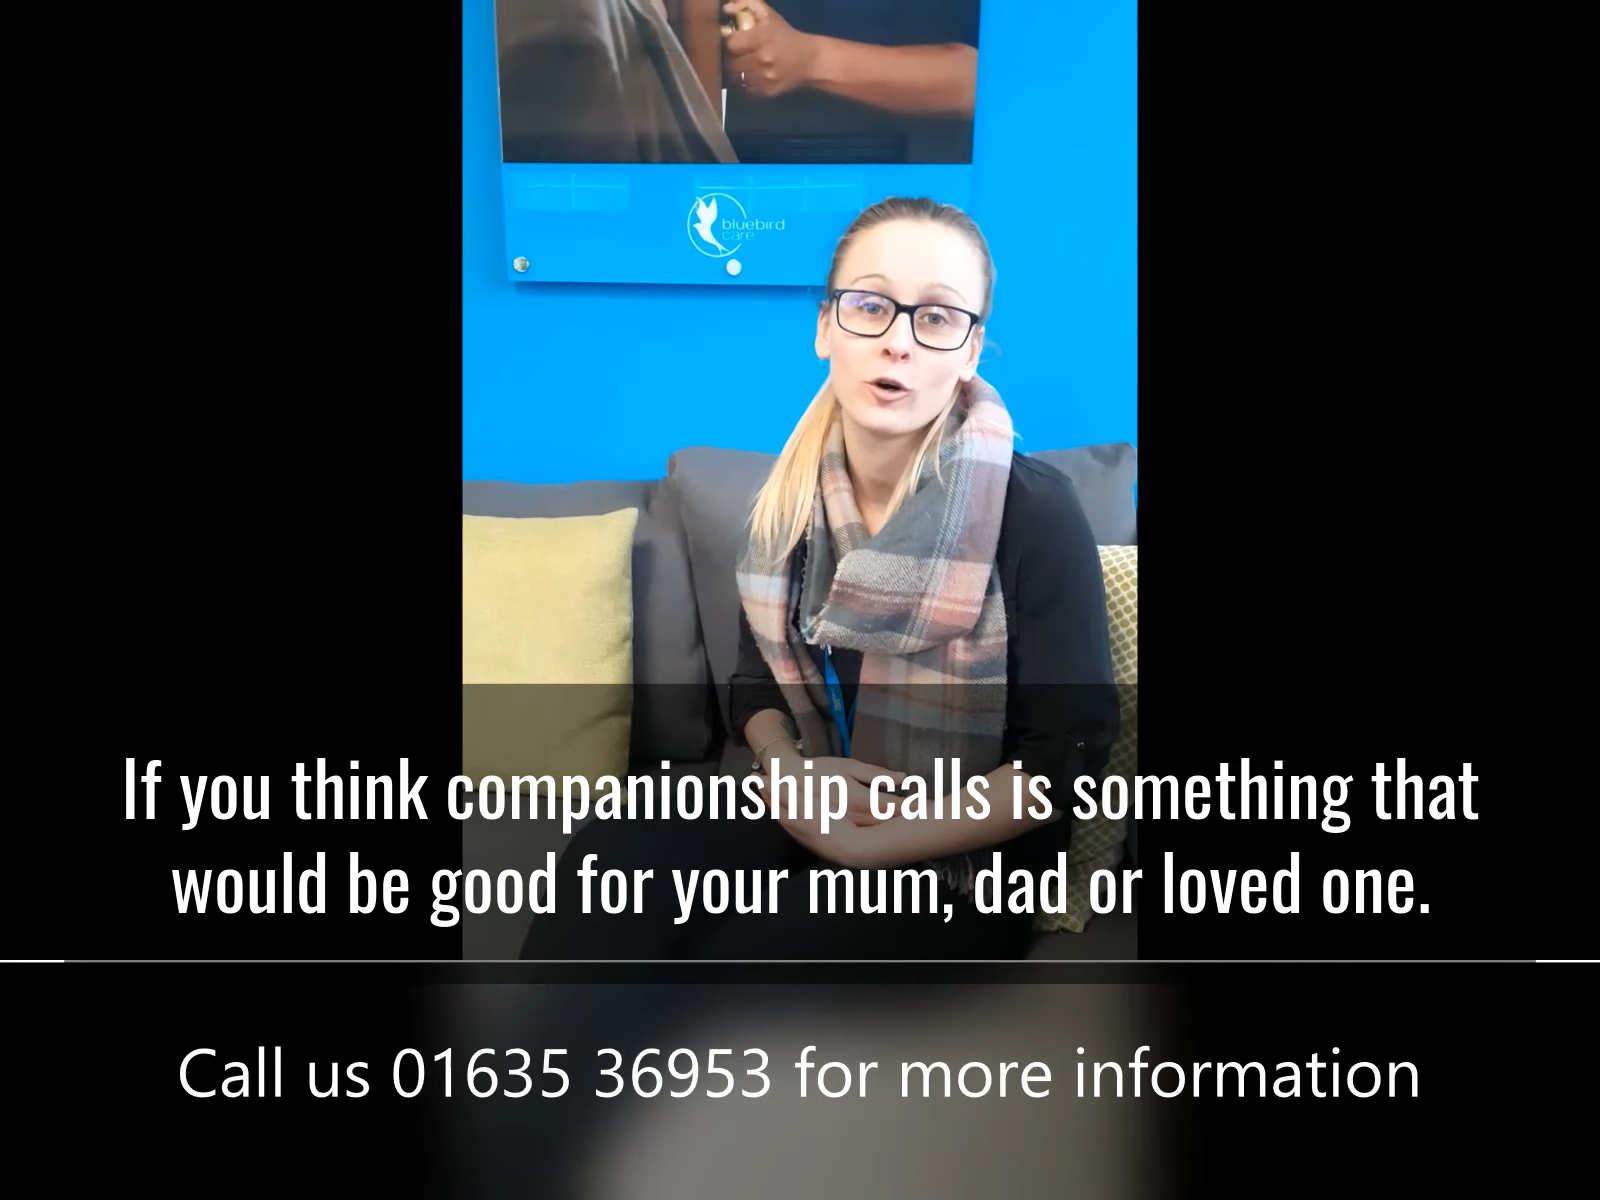 bluebird
care
If you think companionship calls is something that
would be good for your mum, dad or loved one.
Call us 01635 36953 for more information